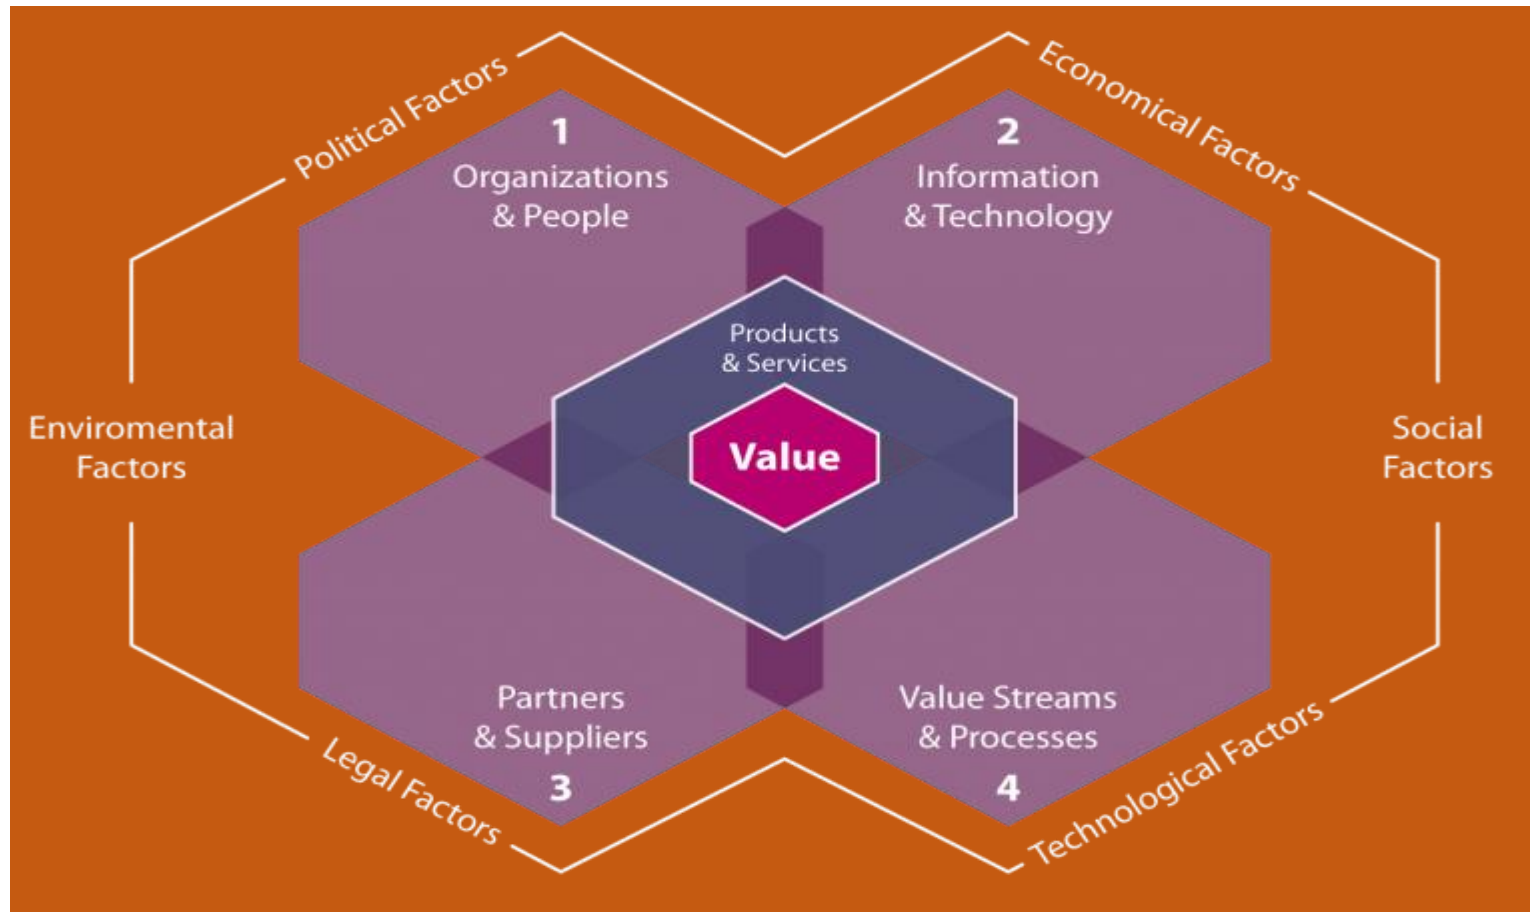 Political Factors
Economical Factors
1
Organizations
& People
2
Information
& Technology
Products
& Services
Value
Enviromental
Factors
Social
Factors
Partners
& Suppliers
3
Value Streams
& Processes
4
Legal Factors
Technological Factors